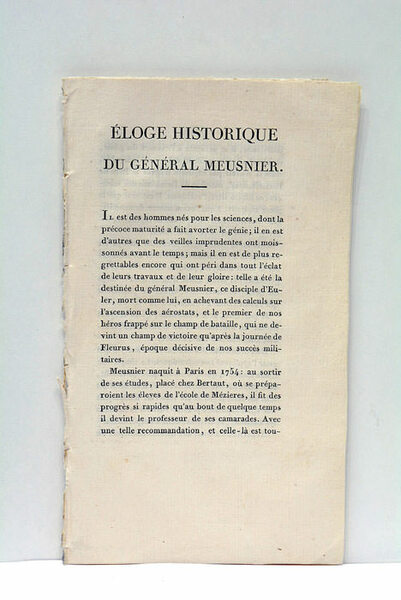 ÉLOGE HISTORIQUE
DU GÉNÉRAL MEUSNIER.
Il est des hommes nés pour les sciences, dont la
précoce maturité a fait avorter le génie; il en est
d'autres que des veilles imprudentes ont mois-
sonnés avant le temps; mais il en est de plus re-
grettables encore qui ont péri dans tout l'éclat
de leurs travaux et de leur gloire: telle a été la
destinée du général Meusnier, ce disciple d'Eu-
ler, mort comme lui, en achevant des calculs sur
l'ascension des aérostats, et le premier de nos
héros frappé sur le champ de bataille, qui ne de-
vint un champ de victoire qu'après la journée de
Fleurus, époque décisive de nos succès mili-
taires.
Meusnier naquit à Paris en 1754: au sortir
de ses études, placé chez Bertaut, où se prépa-
roient les éleves de l'école de Mézieres, il fit des
progrès si rapides qu'au bout de quelque temps
il devint le professeur de ses camarades. Avec
une telle recommandation, et celle-là est tou-